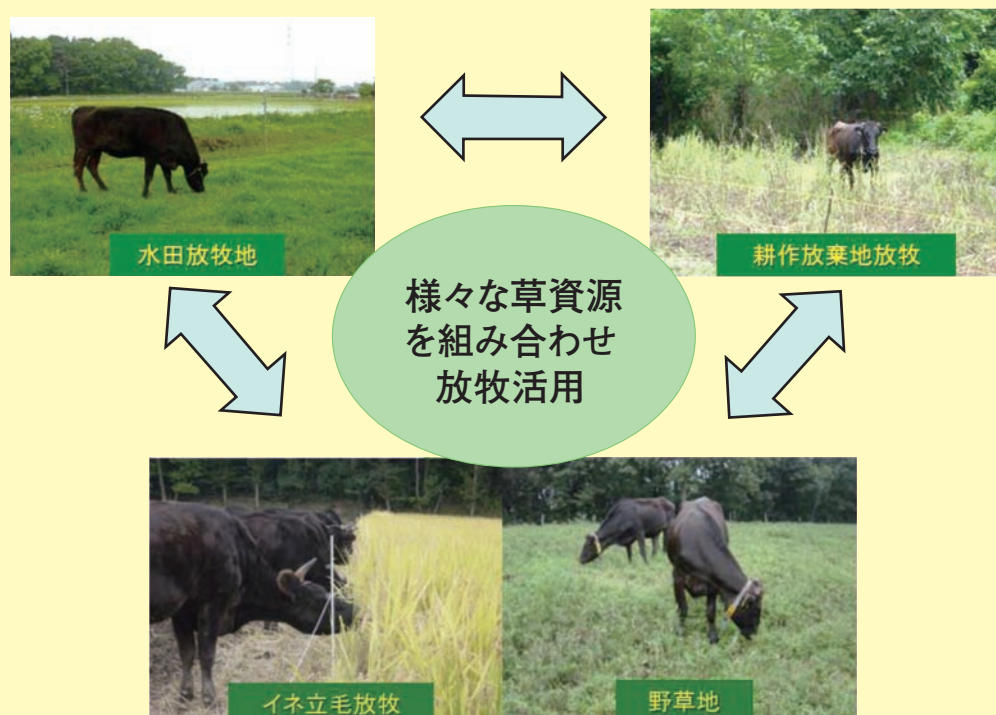 水田放牧地
耕作放棄地放牧
様々な草資源
を組み合わせ
放牧活用
イネ立毛放牧
野草地